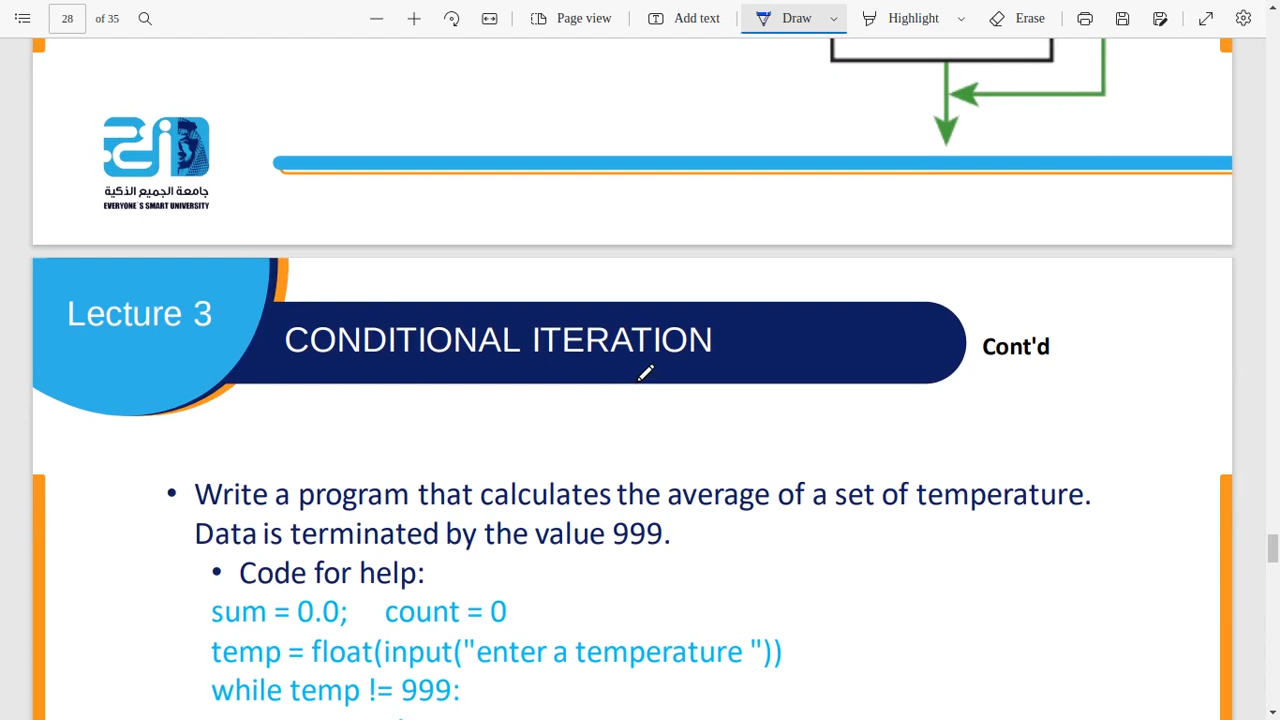 28 of 35 Page view Add text Draw Highlight Erase
جامعة الجميع الذكية
EVERYONE`S SMART UNIVERSITY
Lecture 3
CONDITIONAL ITERATION
Cont'd
• Write a program that calculates the average of a set of temperature.
Data is terminated by the value 999.
• Code for help:
sum = 0.0; count = 0
temp = float(input("enter a temperature "))
while temp != 999: